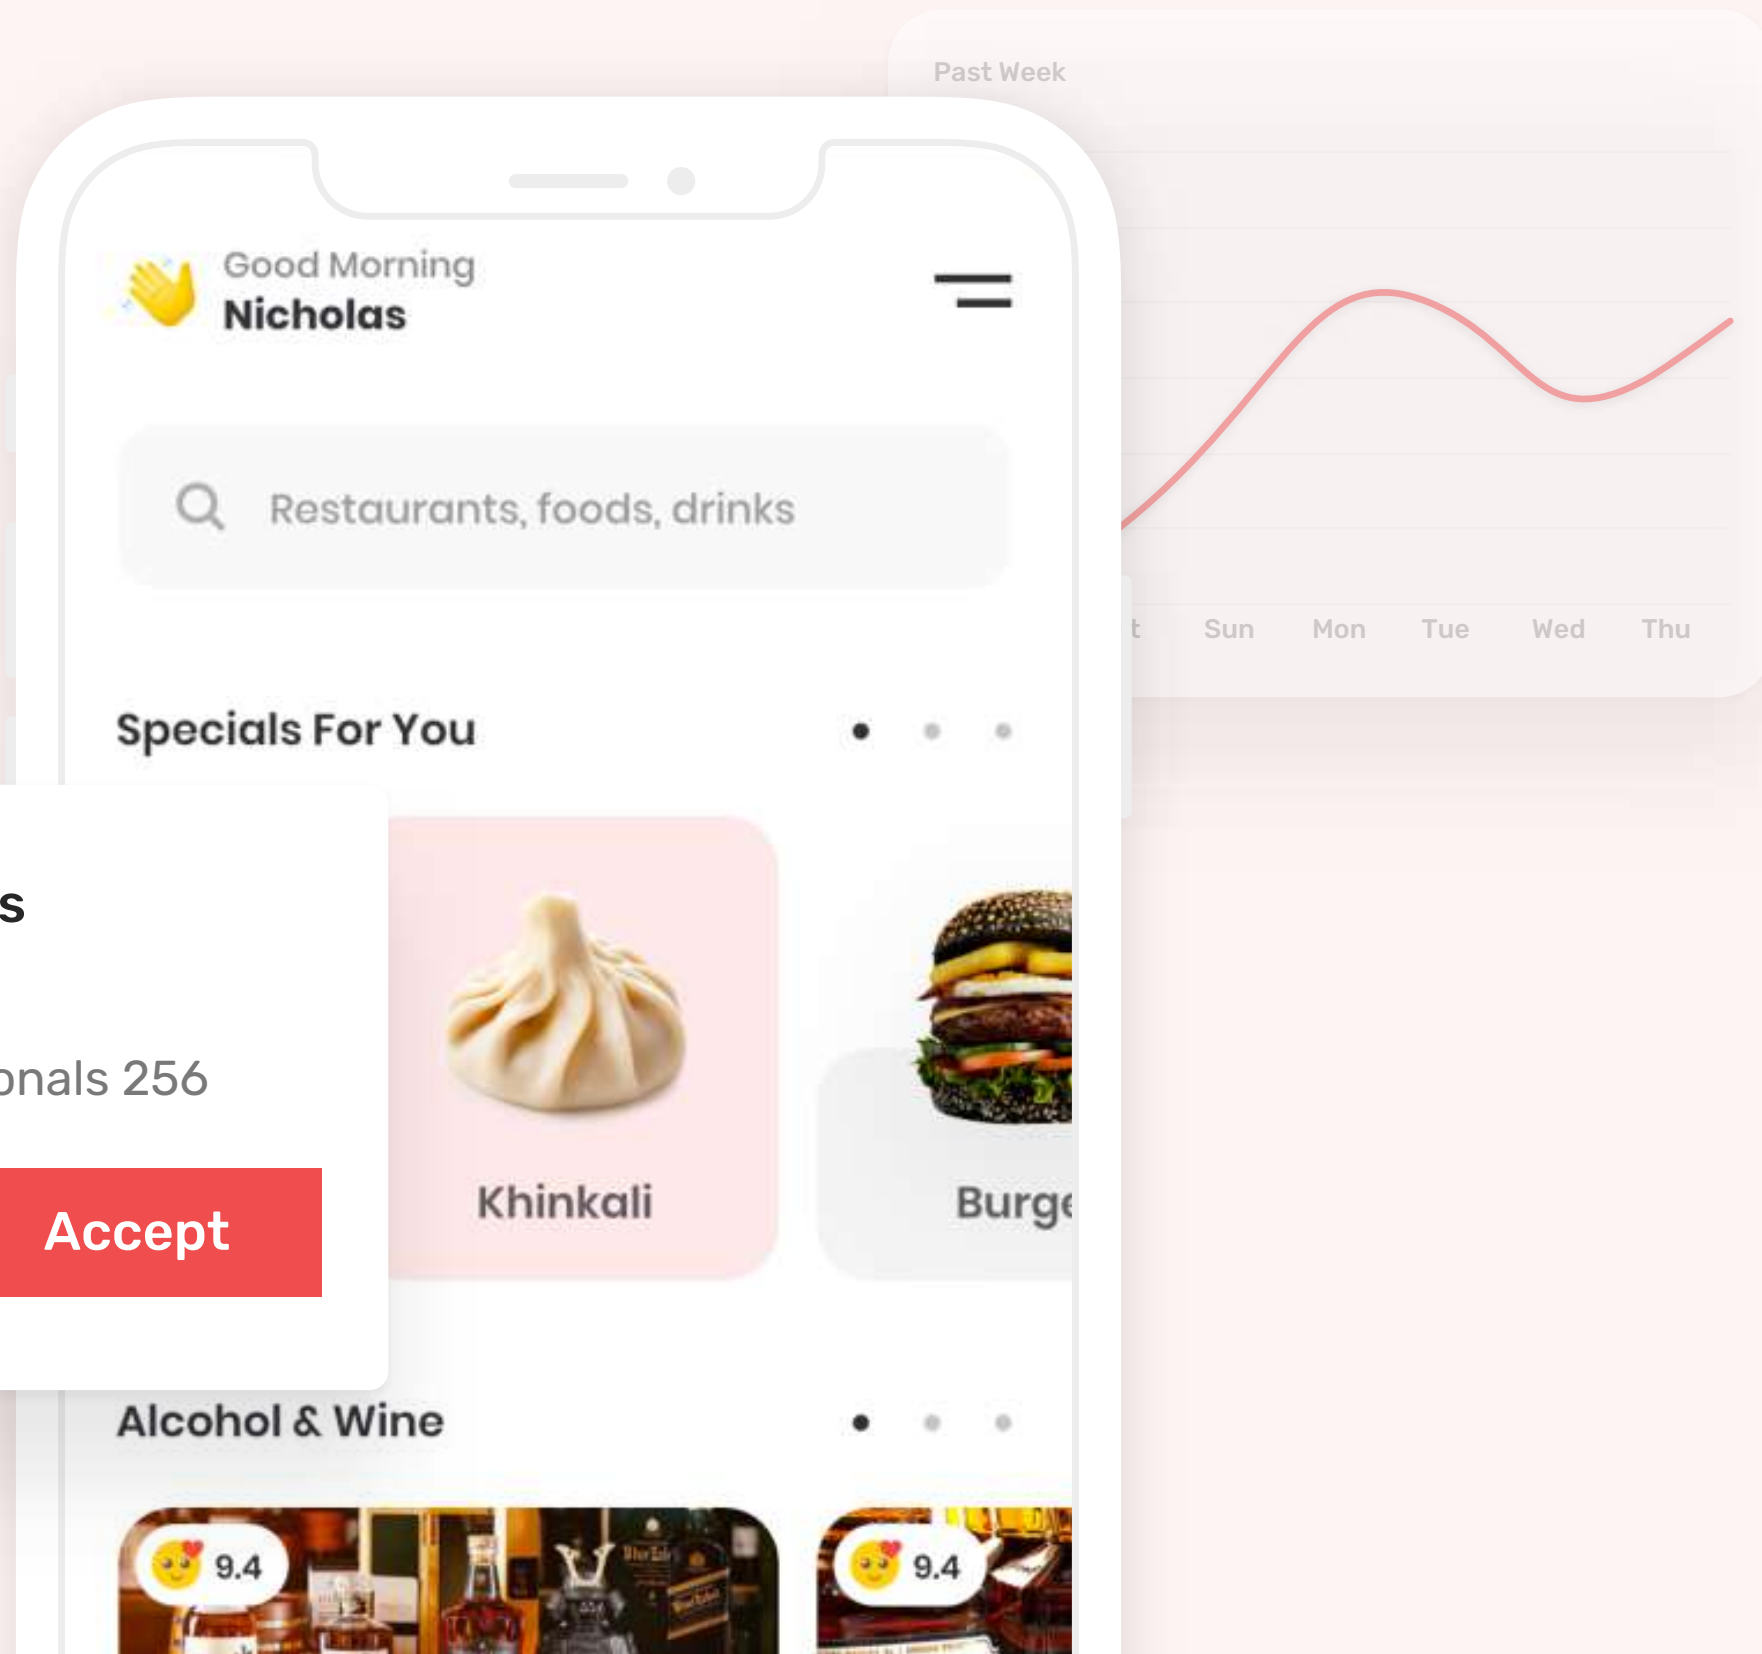 Past Week
Good Morning
Nicholas
Restaurants, foods, drinks
t Sun Mon Tue Wed Thu
Specials For You
s
onals 256
Accept
Khinkali
Burge
Alcohol & Wine
9.4
9.4